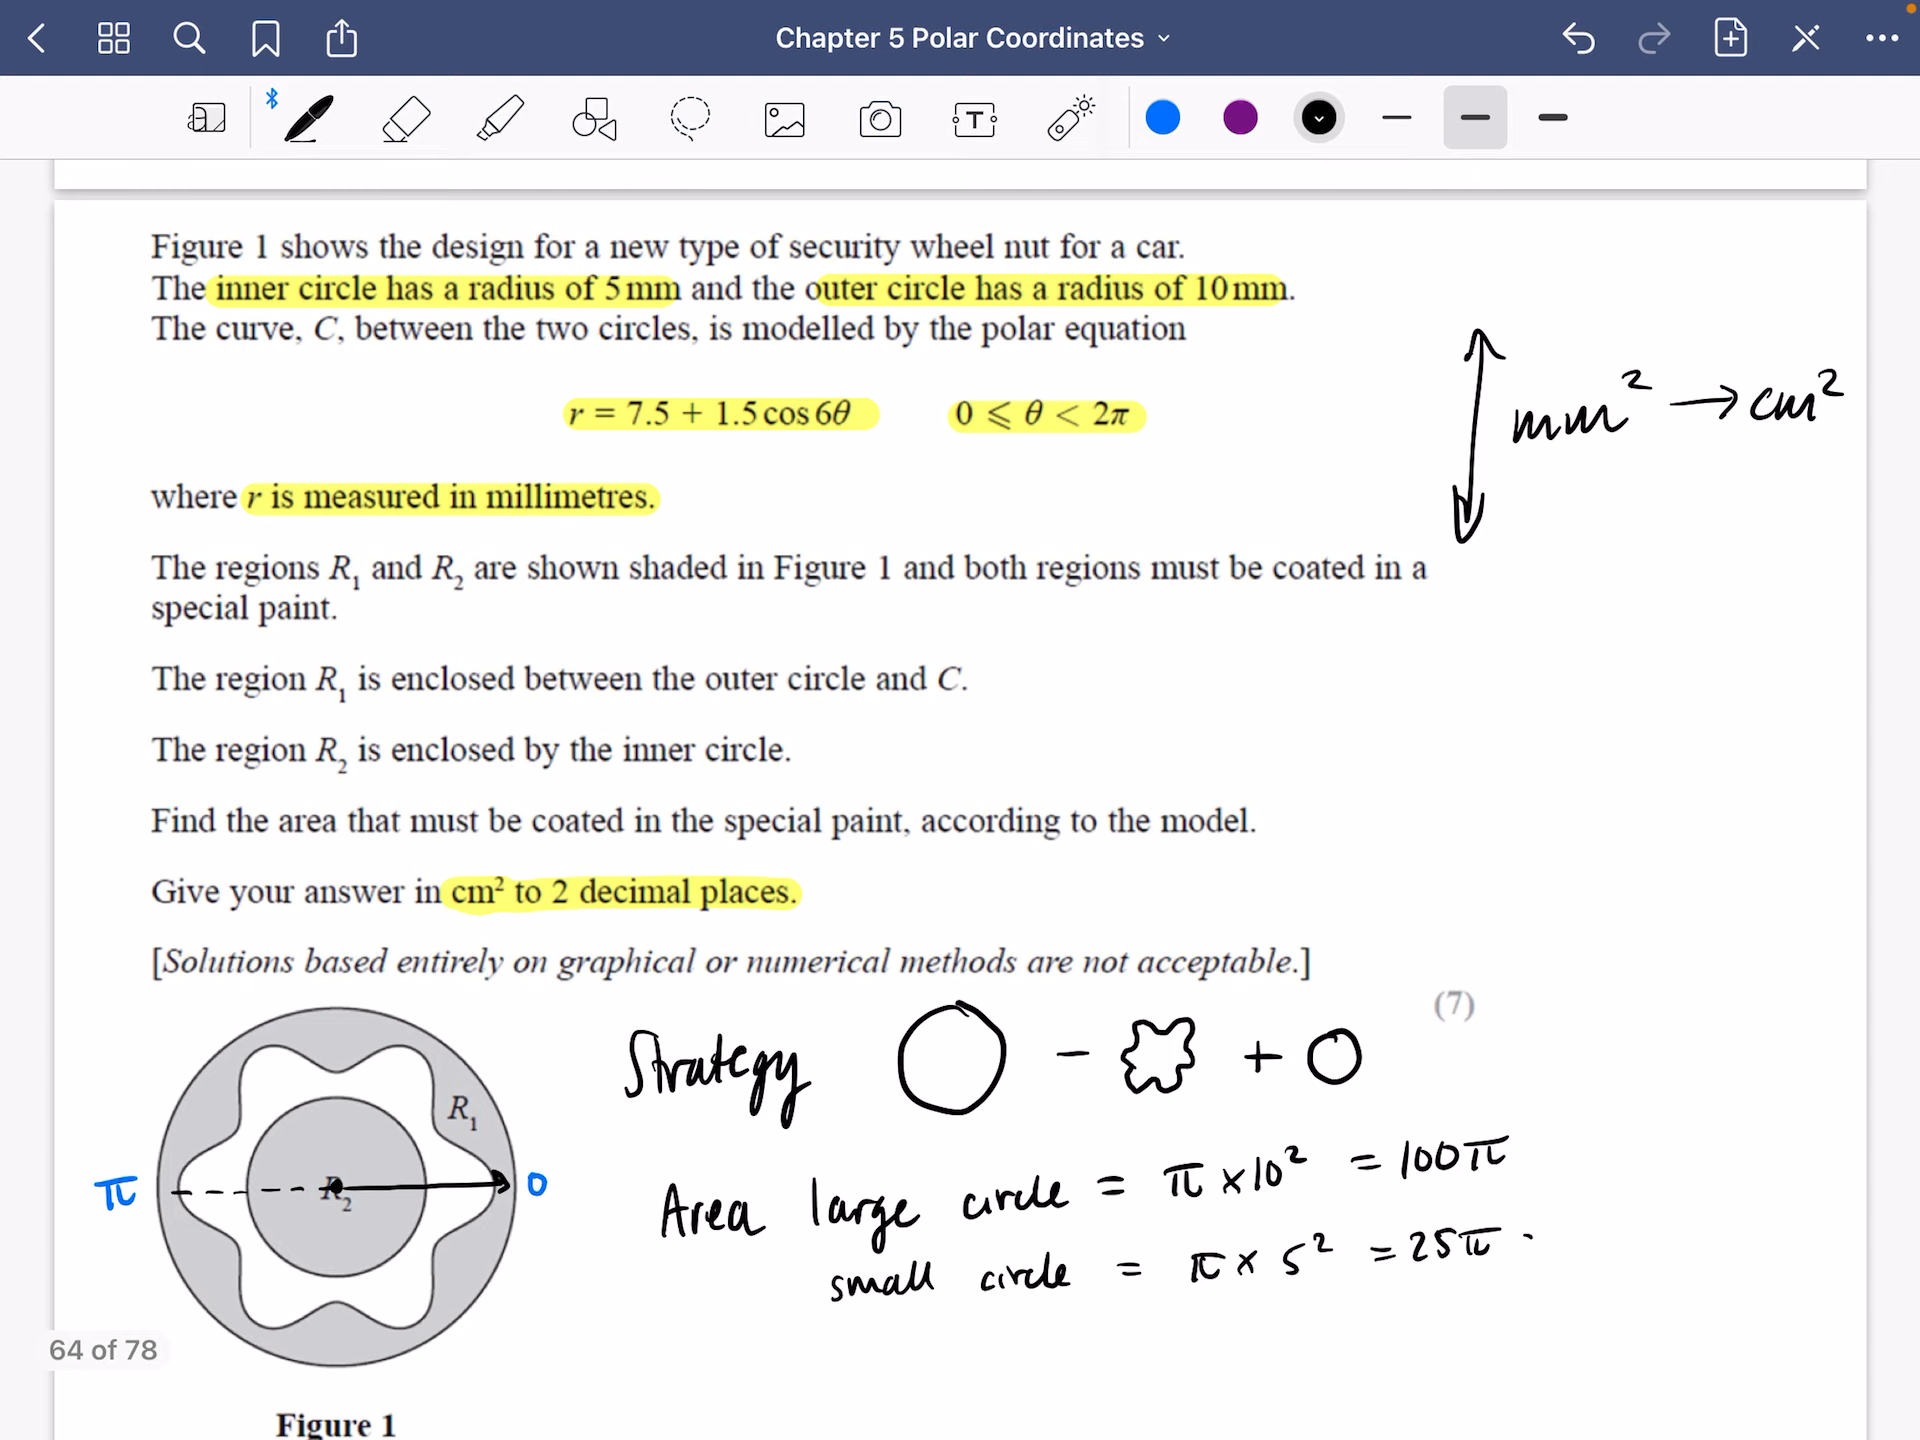 Chapter 5 Polar Coordinates
Figure 1 shows the design for a new type of security wheel nut for a car.
The inner circle has a radius of 5 mm and the outer circle has a radius of 10 mm.
The curve, C, between the two circles, is modelled by the polar equation
r = 7.5 + 1.5 cos 6θ 0 ⩽ θ < 2π
mm² → cm²
where r is measured in millimetres.
The regions R₁ and R₂ are shown shaded in Figure 1 and both regions must be coated in a
special paint.
The region R₁ is enclosed between the outer circle and C.
The region R₂ is enclosed by the inner circle.
Find the area that must be coated in the special paint, according to the model.
Give your answer in cm² to 2 decimal places.
[Solutions based entirely on graphical or numerical methods are not acceptable.]
(7)
Strategy - +
R₁
π R₂ 0
Area large circle = π × 10² = 100π
small circle = π × 5² = 25π
64 of 78
Figure 1